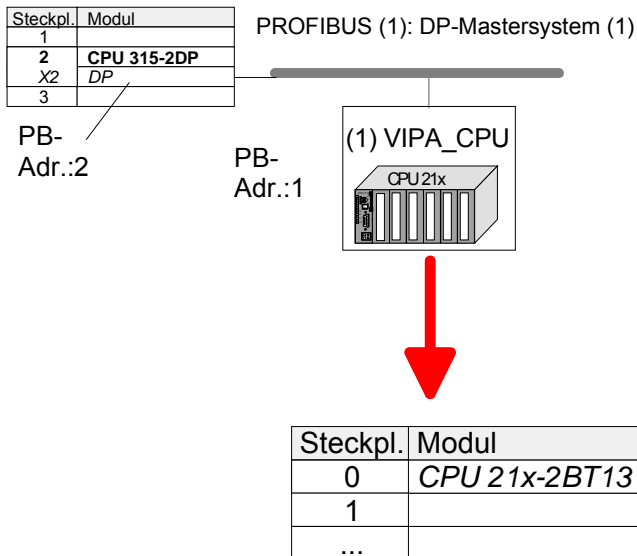 Steckpl. Modul
1
2 CPU 315-2DP
X2 DP
3
PROFIBUS (1): DP-Mastersystem (1)
PB-
Adr.:2
PB-
Adr.:1
(1) VIPA_CPU
CPU 21x
Steckpl. Modul
0 CPU 21x-2BT13
1
...